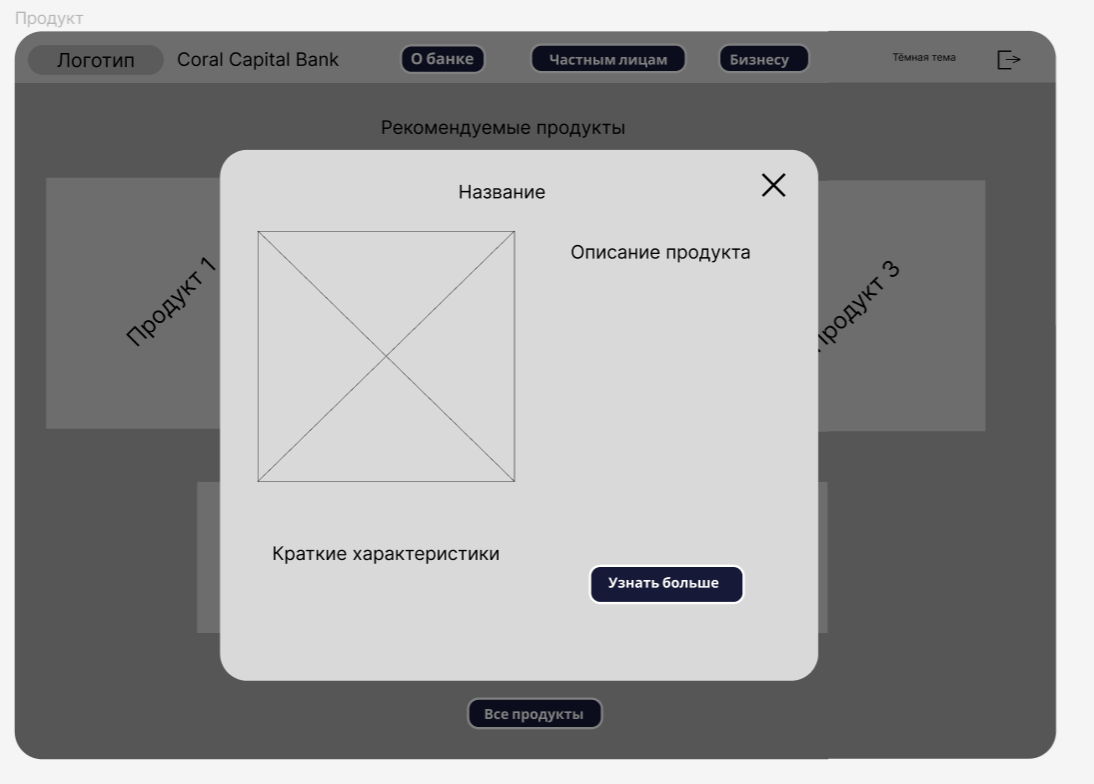 Продукт
Логотип
Coral Capital Bank
О банке
Частным лицам
Бизнесу
Тёмная тема
Рекомендуемые продукты
Название
Описание продукта
Продукт 1
Продукт 3
Краткие характеристики
Узнать больше
Все продукты